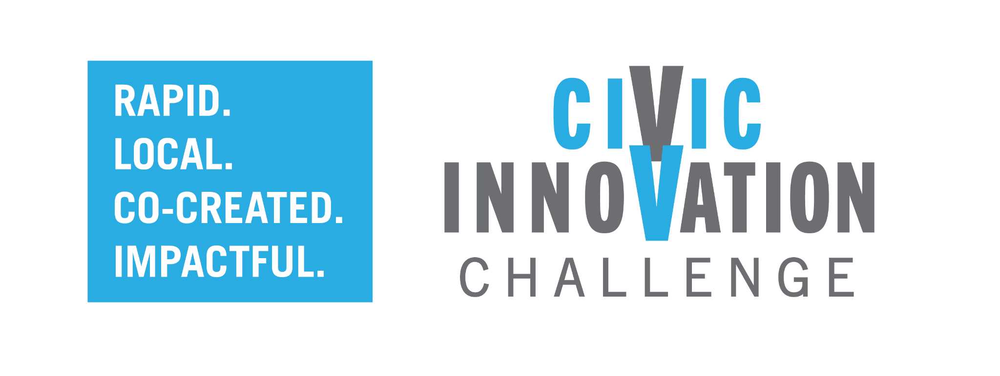 RAPID.
LOCAL.
CO-CREATED.
IMPACTFUL.
CIVIC
INNOVATION
CHALLENGE